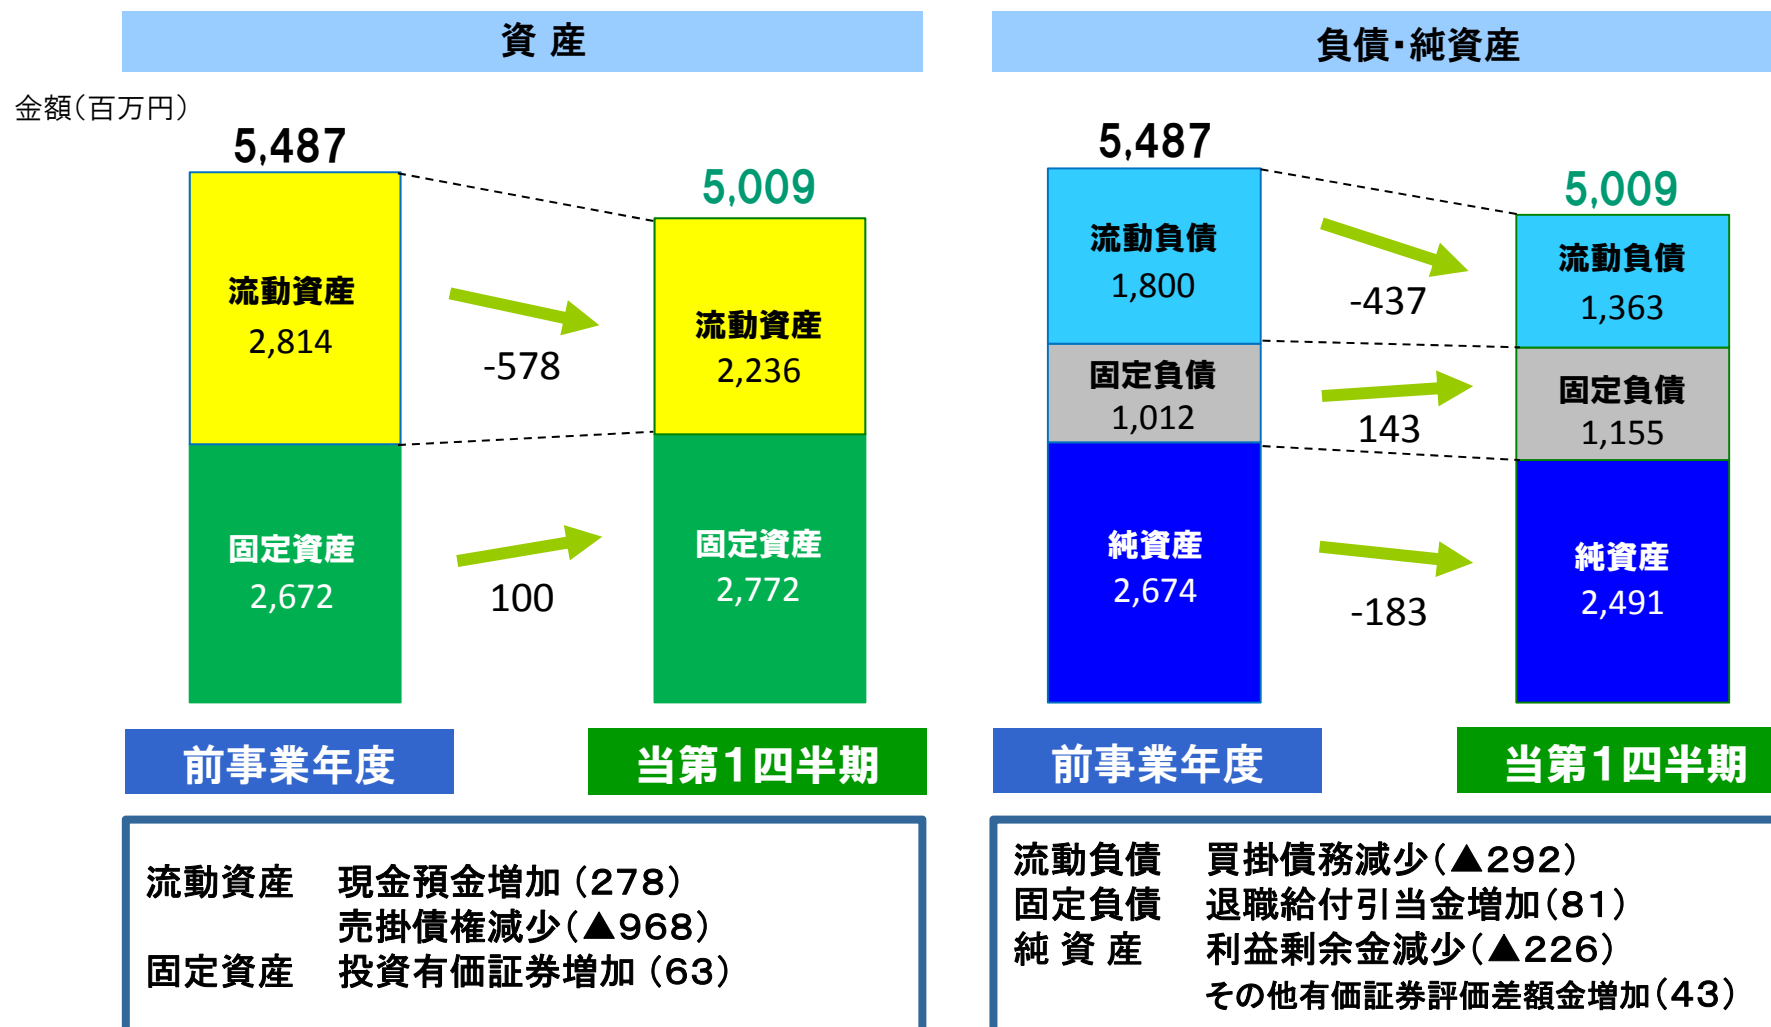 資 産
金額(百万円)
5,487
5,009
流動資産
2,814
-578
流動資産
2,236
固定資産
2,672
100
固定資産
2,772
前事業年度
当第1四半期
流動資産 現金預金増加 (278)
売掛債権減少(▲968)
固定資産 投資有価証券増加 (63)
負債・純資産
5,487
5,009
流動負債
1,800
-437
流動負債
1,363
固定負債
1,012
143
固定負債
1,155
純資産
2,674
-183
純資産
2,491
前事業年度
当第1四半期
流動負債 買掛債務減少(▲292)
固定負債 退職給付引当金増加(81)
純 資 産 利益剰余金減少(▲226)
その他有価証券評価差額金増加(43)